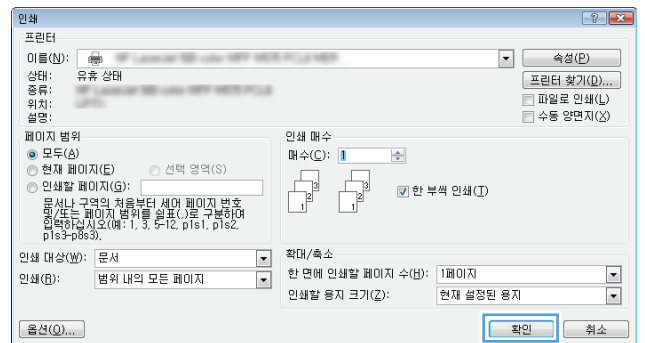 인쇄
프린터
이름(N):
속성(P)
상태: 유휴 상태
프린터 찾기(D)...
종류:
위치:
파일로 인쇄(L)
설명:
수동 양면지(X)
페이지 범위
모두(A)
현재 페이지(E) 선택 영역(S)
인쇄할 페이지(G):
문서나 구역의 처음부터 세어 페이지 번호
및/또는 페이지 범위를 쉼표(,)로 구분하여
입력하십시오(예: 1, 3, 5-12, p1s1, p1s2,
p1s3-p8s3).
인쇄 매수
매수(C): 1
3 3
2 2
1 1
한 부씩 인쇄(T)
인쇄 대상(W): 문서
인쇄(R): 범위 내의 모든 페이지
확대/축소
한 면에 인쇄할 페이지 수(H): 1페이지
인쇄할 용지 크기(Z): 현재 설정된 용지
옵션(O)...
확인
취소